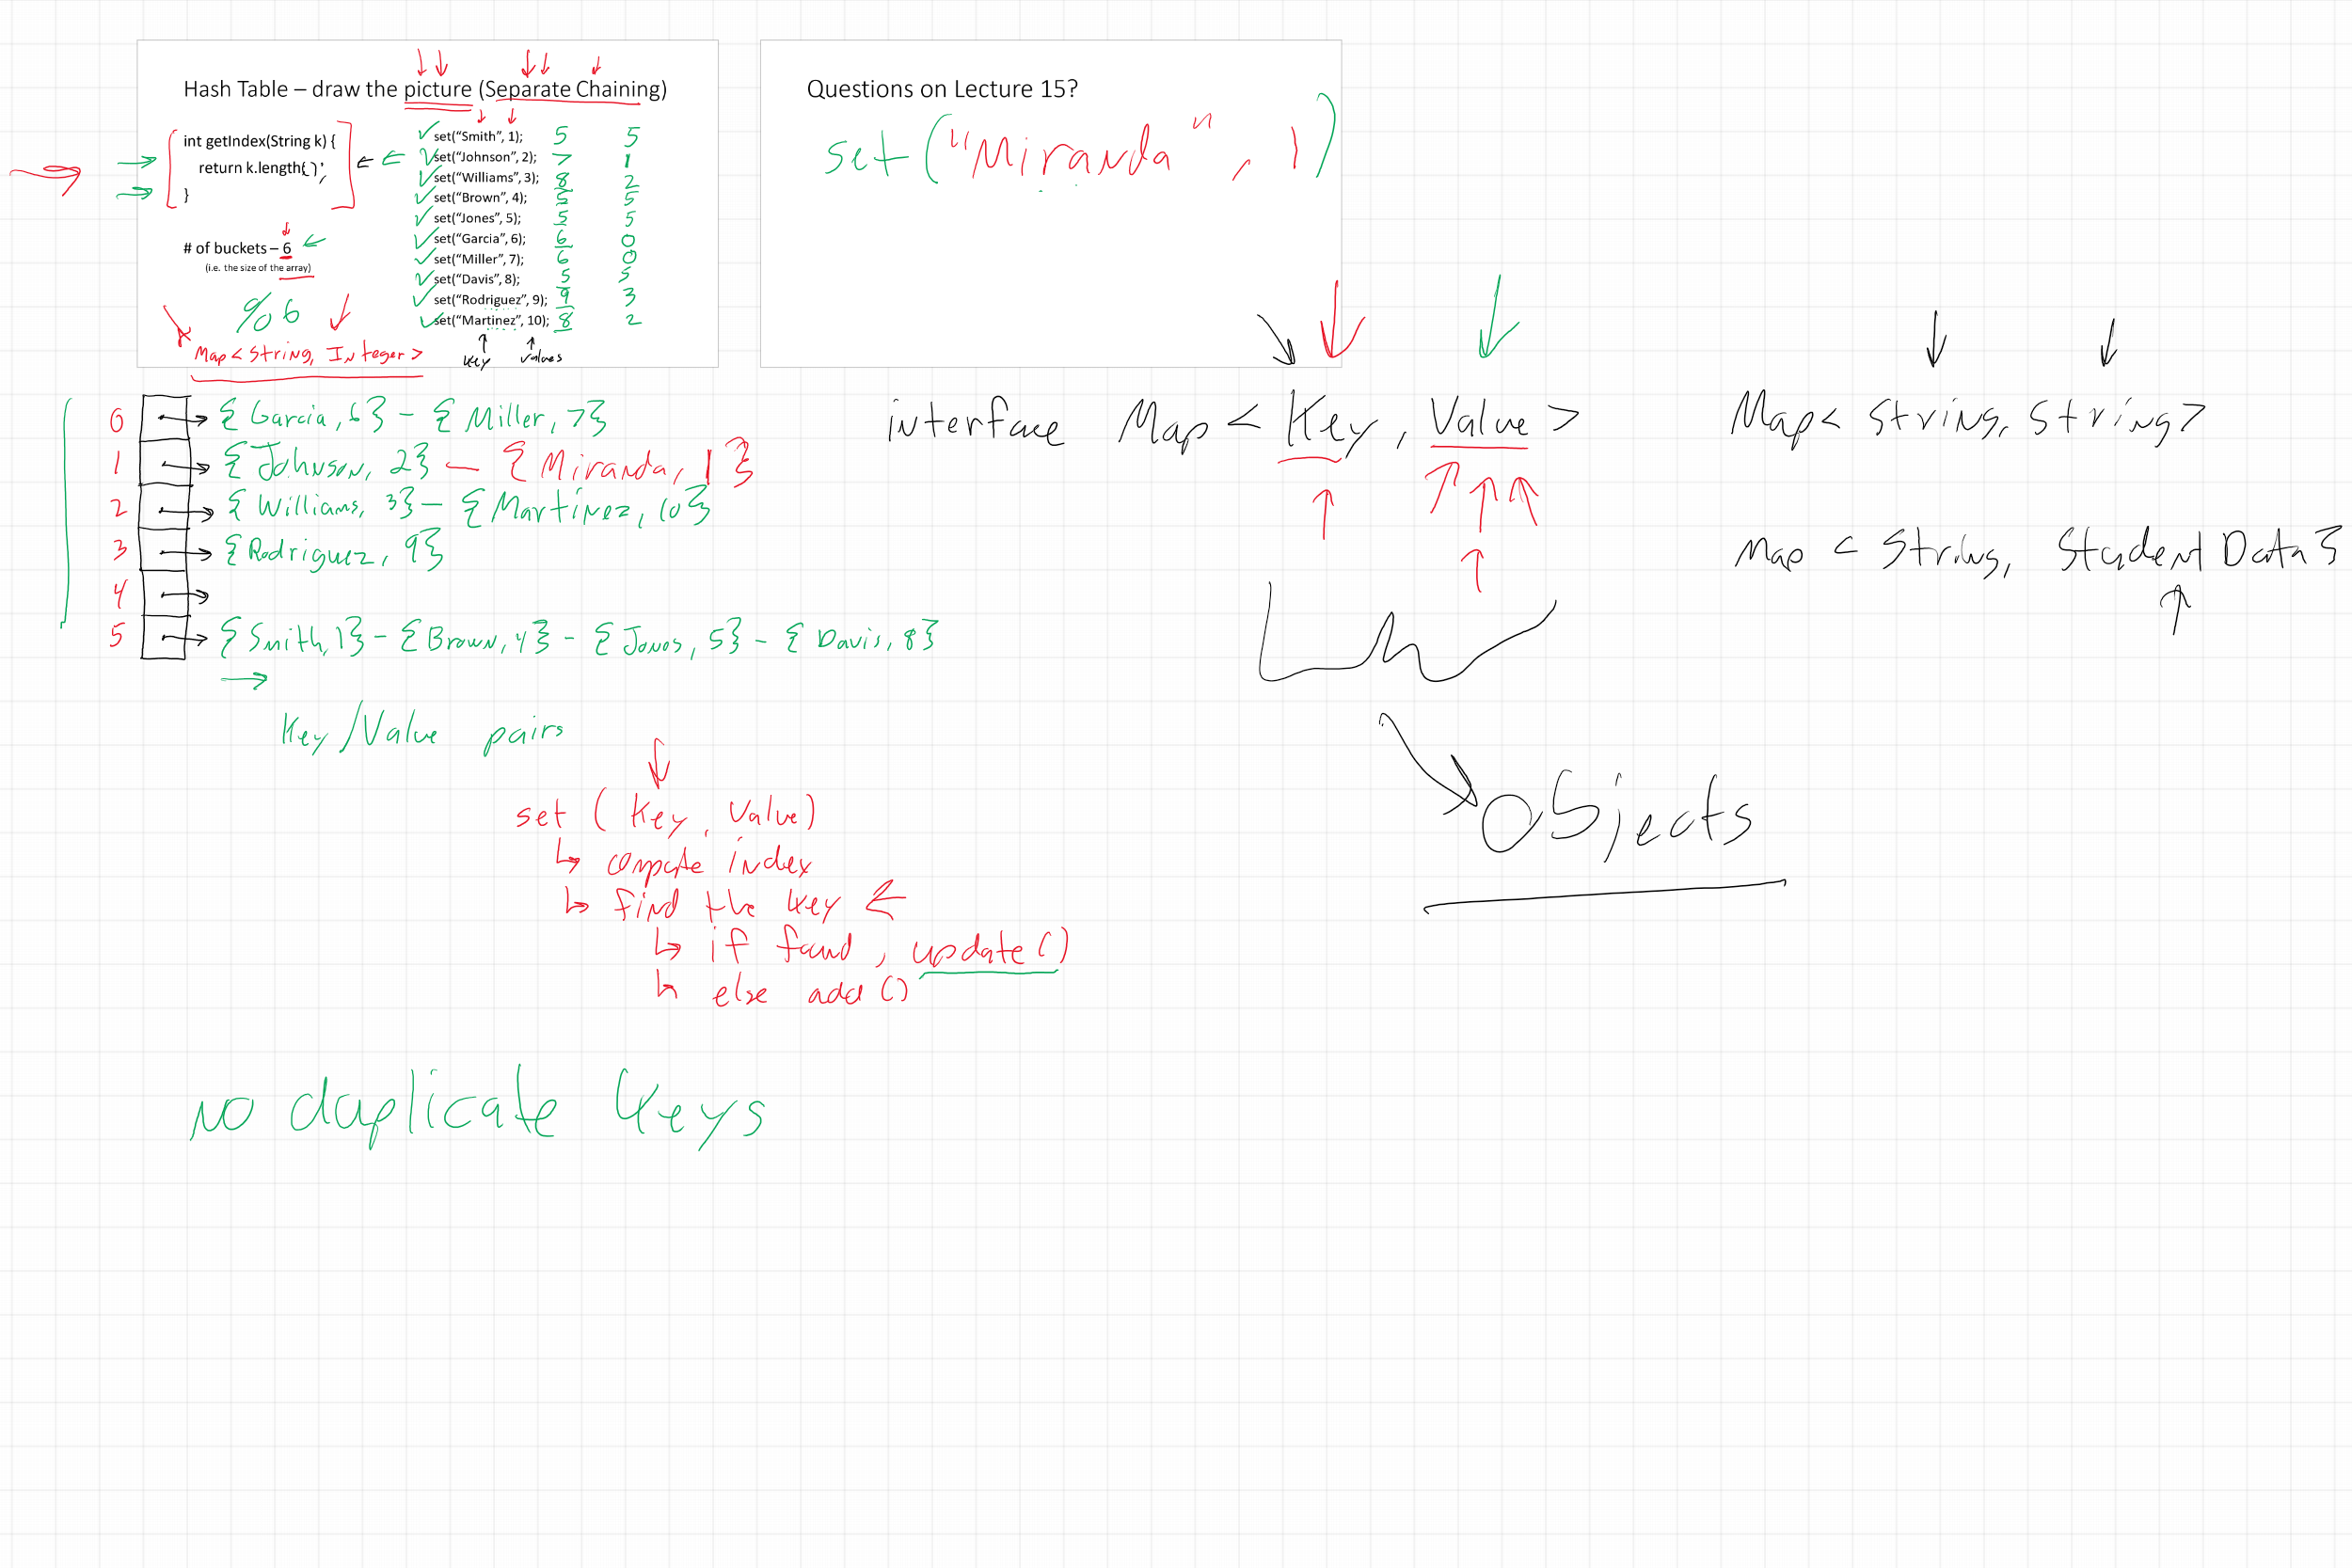 Hash Table – draw the picture (Separate Chaining)
int getIndex(String k) {
return k.length();
}
# of buckets – 6
(i.e. the size of the array)
% 6
Map < String, Integer >
set("Smith", 1); 5 5
set("Johnson", 2); 7 1
set("Williams", 3); 8 2
set("Brown", 4); 5 5
set("Jones", 5); 5 5
set("Garcia", 6); 6 0
set("Miller", 7); 6 0
set("Davis", 8); 5 5
set("Rodriguez", 9); 9 3
set("Martinez", 10); 8 2
Key values
Questions on Lecture 15?
set("Miranda", 1)
0 {Garcia, 6} - {Miller, 7}
1 {Johnson, 2} - {Miranda, 1}
2 {Williams, 3} - {Martinez, 10}
3 {Rodriguez, 9}
4
5 {Smith, 1} - {Brown, 4} - {Jones, 5} - {Davis, 8}
Key/Value pairs
set (Key, Value)
compute index
find the key
if found, update()
else add()
no duplicate keys
interface Map < Key, Value >
Objects
Map < String, String >
Map < String, Student Data }